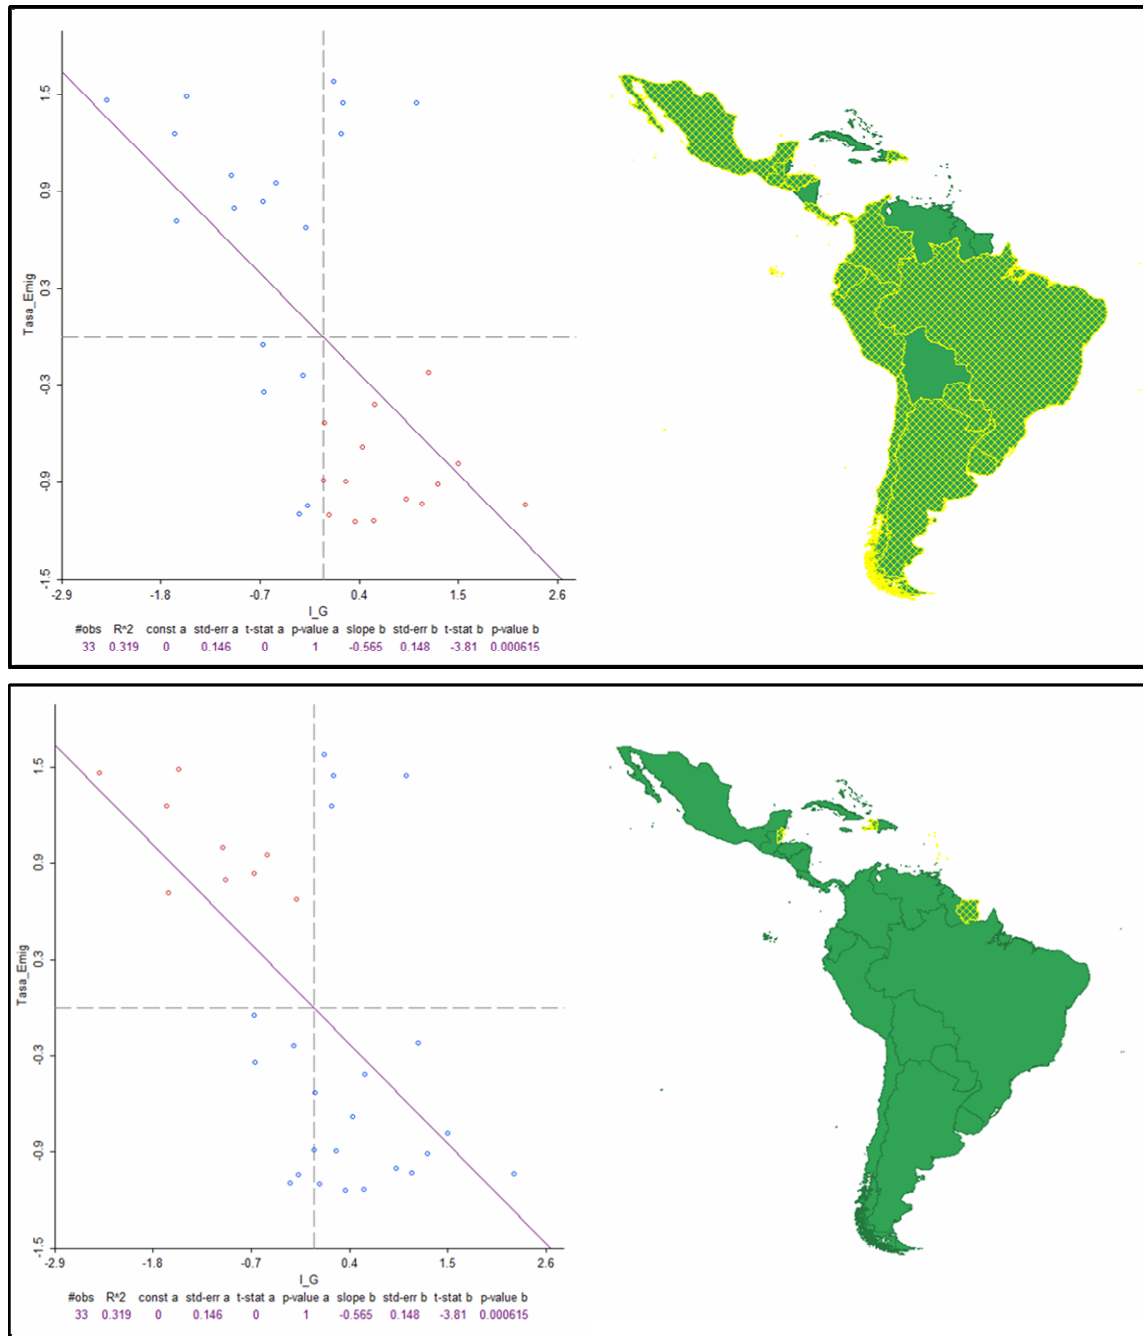 1.5
0.9
0.3
-0.3
-0.9
-1.5
Tasa_Emig
-2.9 -1.8 -0.7 0.4 1.5 2.6
I_G
#obs R^2 const a std-err a t-stat a p-value a slope b std-err b t-stat b p-value b
33 0.319 0 0.146 0 1 -0.565 0.148 -3.81 0.000615
1.5
0.9
0.3
-0.3
-0.9
-1.5
Tasa_Emig
-2.9 -1.8 -0.7 0.4 1.5 2.6
I_G
#obs R^2 const a std-err a t-stat a p-value a slope b std-err b t-stat b p-value b
33 0.319 0 0.146 0 1 -0.565 0.148 -3.81 0.000615